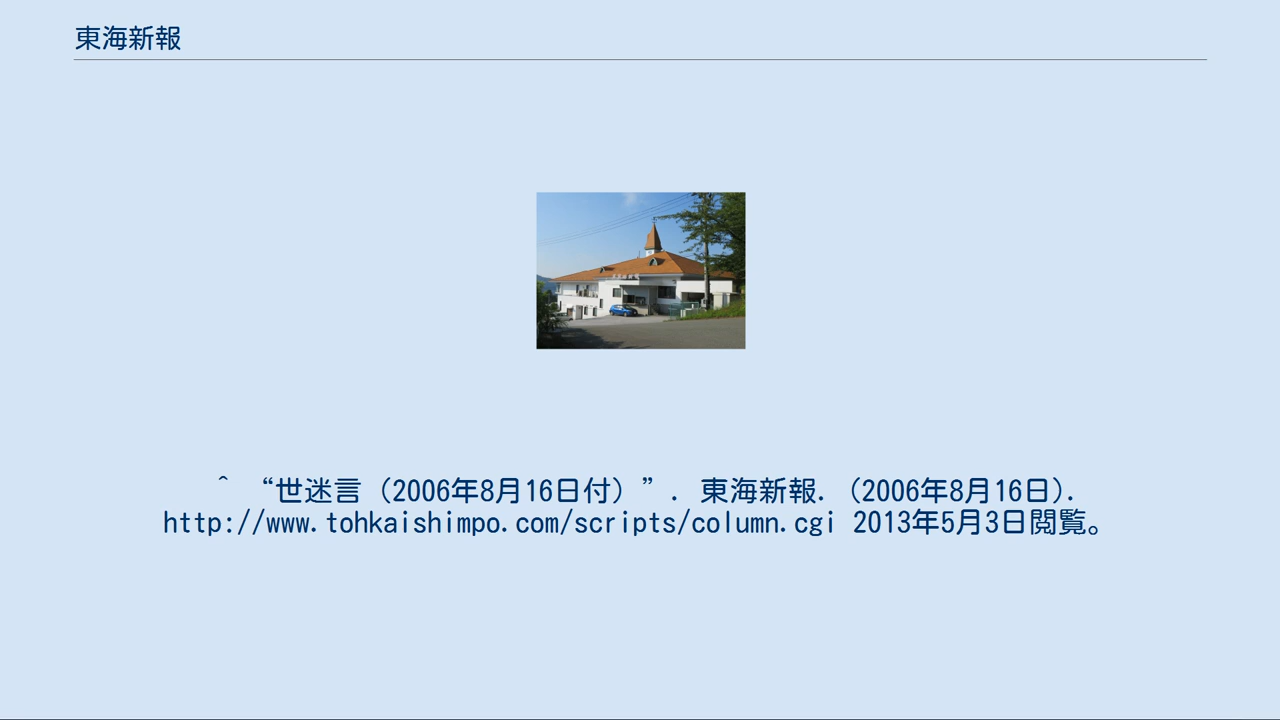 東海新報
^ “世迷言（2006年8月16日付）”. 東海新報. (2006年8月16日).
http://www.tohkaishimpo.com/scripts/column.cgi 2013年5月3日閲覧。